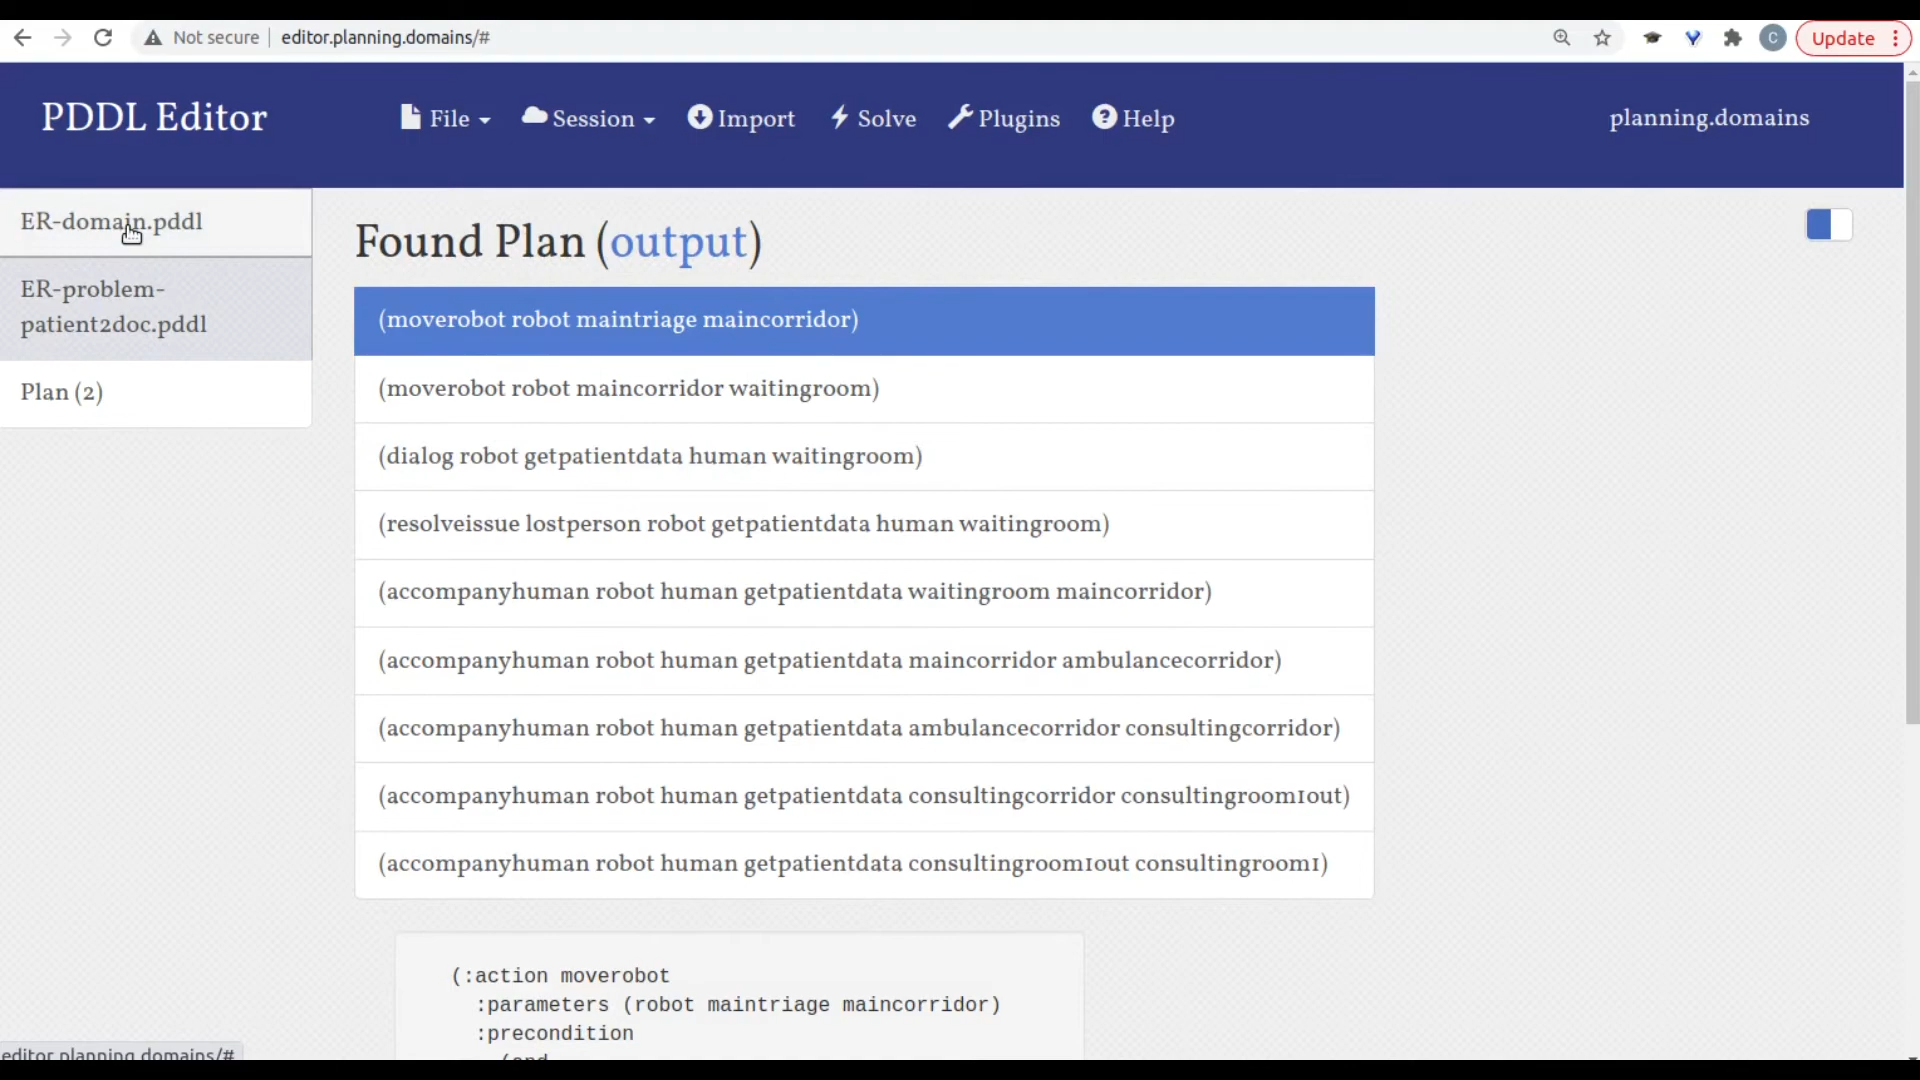 Not secure editor.planning.domains/#
C
Update
PDDL Editor
File
Session
Import
Solve
Plugins
Help
planning.domains
ER-domain.pddl
ER-problem-
patient2doc.pddl
Plan (2)
Found Plan (output)
(moverobot robot maintriage maincorridor)
(moverobot robot maincorridor waitingroom)
(dialog robot getpatientdata human waitingroom)
(resolveissue lostperson robot getpatientdata human waitingroom)
(accompanyhuman robot human getpatientdata waitingroom maincorridor)
(accompanyhuman robot human getpatientdata maincorridor ambulancecorridor)
(accompanyhuman robot human getpatientdata ambulancecorridor consultingcorridor)
(accompanyhuman robot human getpatientdata consultingcorridor consultingroom1out)
(accompanyhuman robot human getpatientdata consultingroom1out consultingroom1)
(:action moverobot
:parameters (robot maintriage maincorridor)
:precondition
(and
editor.planning.domains/#